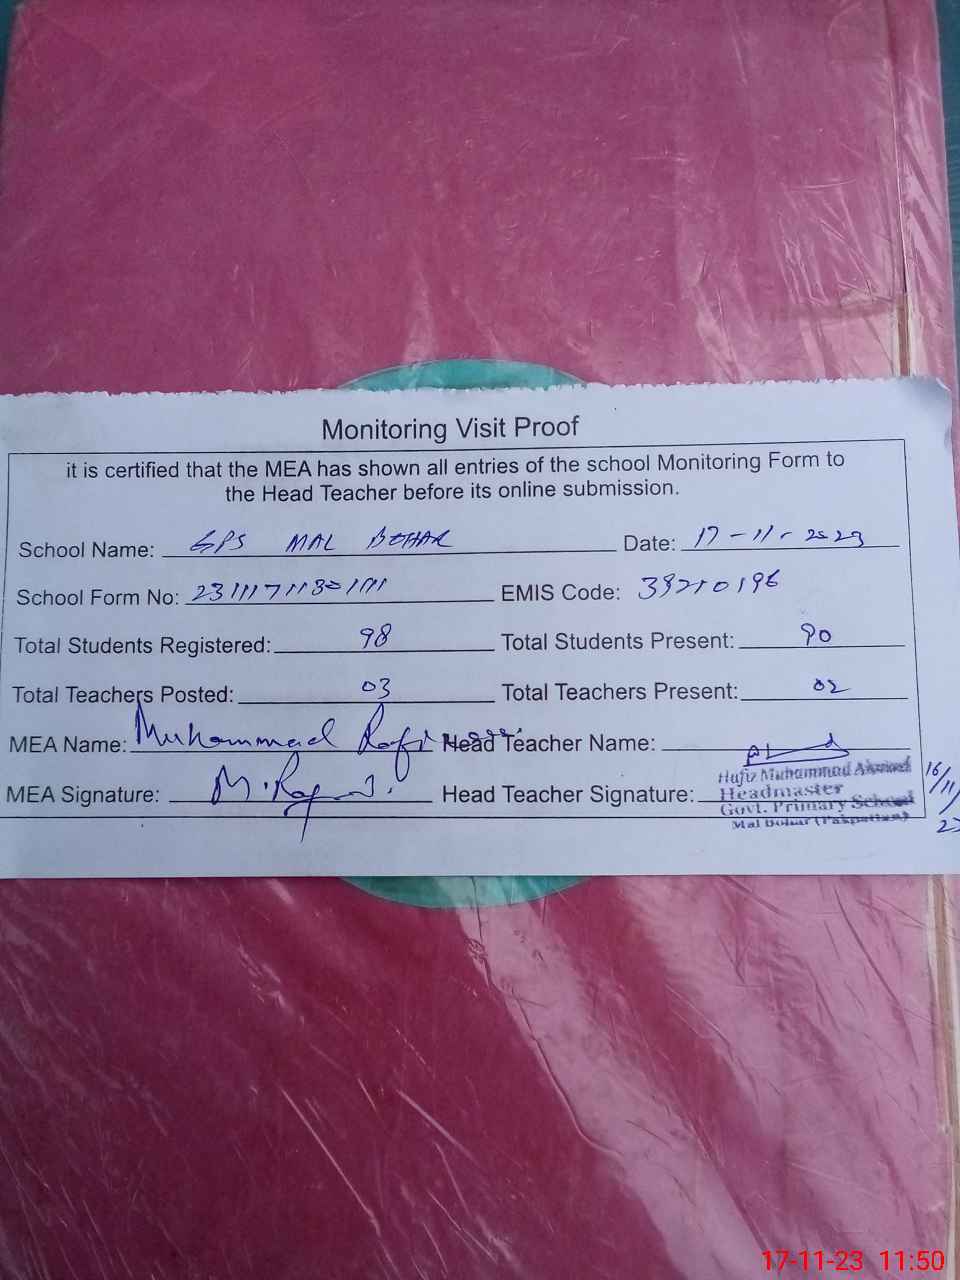 Monitoring Visit Proof
it is certified that the MEA has shown all entries of the school Monitoring Form to
the Head Teacher before its online submission.
School Name: GPS MAL BOHAR Date: 17-11-2023
School Form No: EMIS Code: 39210196
Total Students Registered: 98 Total Students Present: 90
Total Teachers Posted: 03 Total Teachers Present: 02
MEA Name: Muhammad Head Teacher Name:
MEA Signature: Head Teacher Signature:
Hafiz Muhammad
Headmaster
Govt. Primary School
Mal Bohar (Pakpattan)
16/11/
17-11-23 11:50